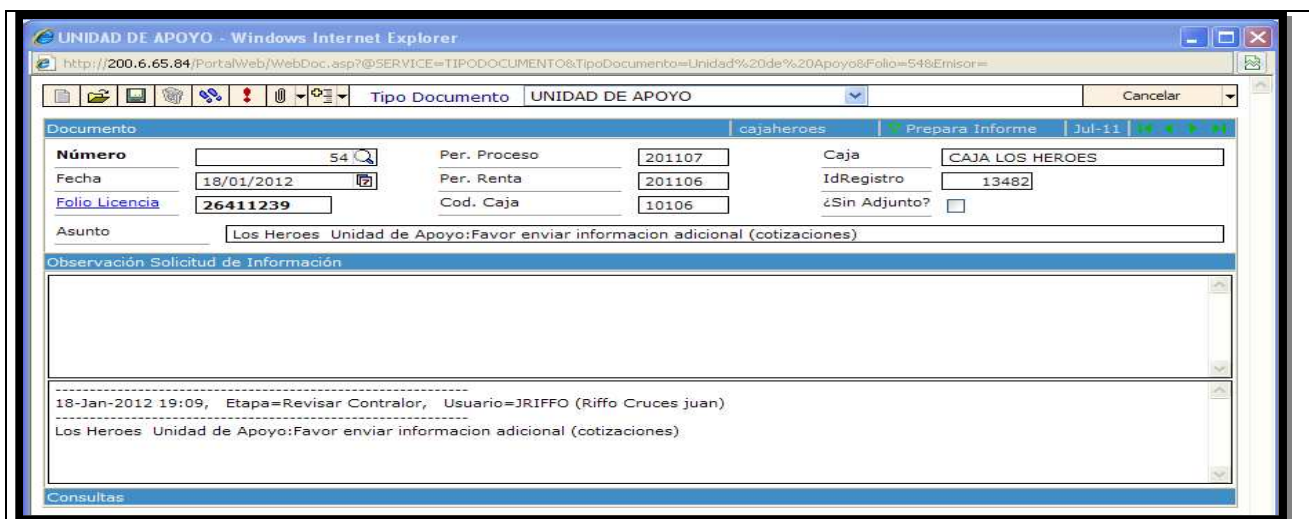 UNIDAD DE APOYO - Windows Internet Explorer
http://200.6.65.84/PortalWeb/WebDoc.asp?@SERVICE=TIPODOCUMENTO&TipoDocumento=Unidad%20de%20Apoyo&Folio=54&Emisor=
Tipo Documento UNIDAD DE APOYO Cancelar
Documento cajaheroes Prepara Informe Jul-11
Número 54 Per. Proceso 201107 Caja CAJA LOS HEROES
Fecha 18/01/2012 Per. Renta 201106 IdRegistro 13482
Folio Licencia 26411239 Cod. Caja 10106 ¿Sin Adjunto?
Asunto Los Heroes Unidad de Apoyo:Favor enviar informacion adicional (cotizaciones)
Observación Solicitud de Información
------------------------------------------------------------
18-Jan-2012 19:09, Etapa=Revisar Contralor, Usuario=JRIFFO (Riffo Cruces juan)
------------------------------------------------------------
Los Heroes Unidad de Apoyo:Favor enviar informacion adicional (cotizaciones)
Consultas